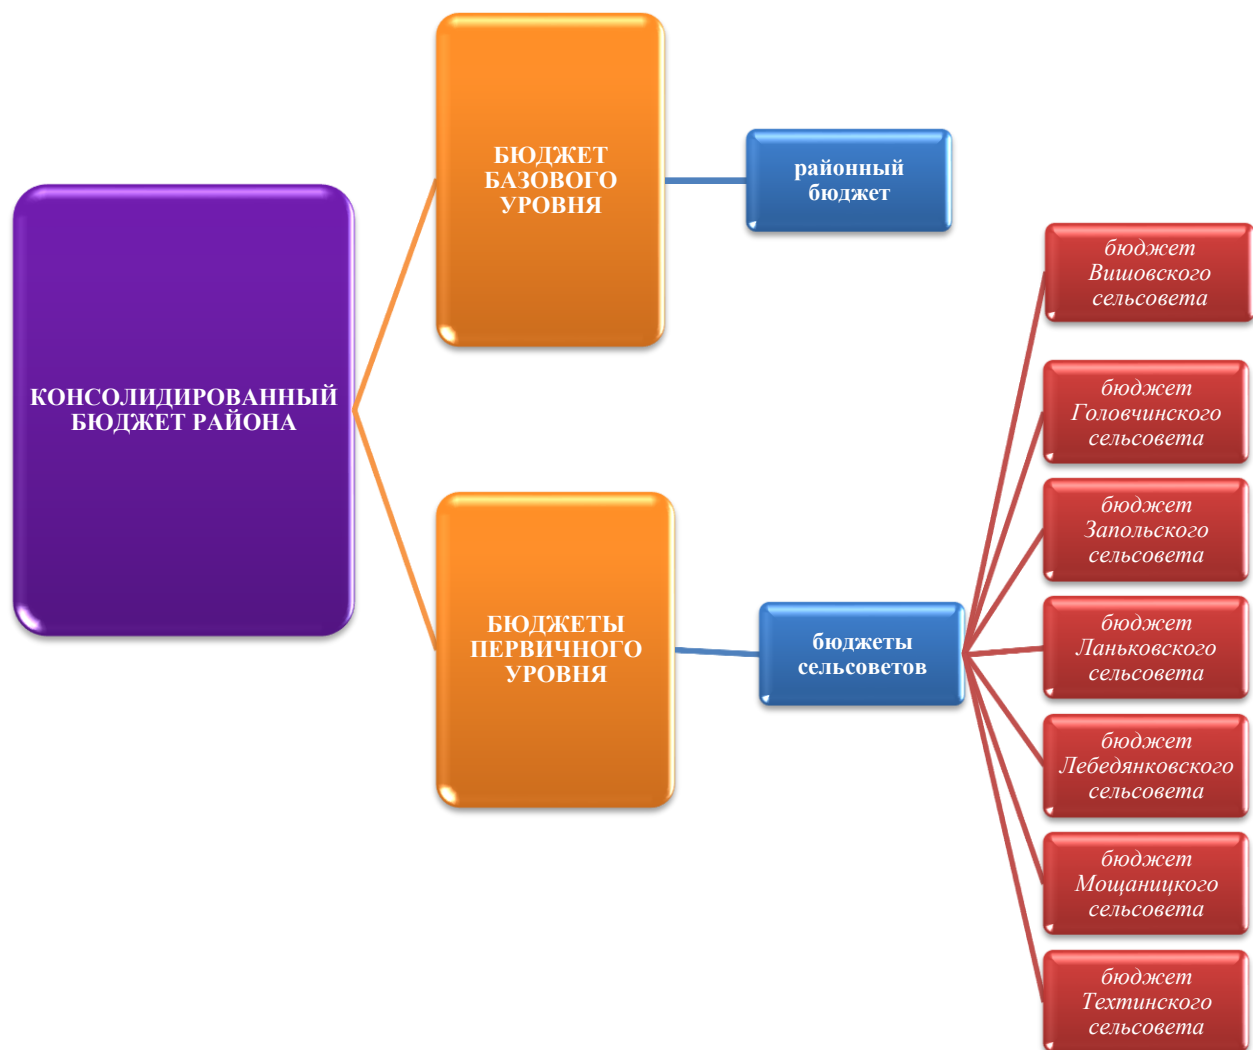 КОНСОЛИДИРОВАННЫЙ
БЮДЖЕТ РАЙОНА
БЮДЖЕТ
БАЗОВОГО
УРОВНЯ
районный
бюджет
БЮДЖЕТЫ
ПЕРВИЧНОГО
УРОВНЯ
бюджеты
сельсоветов
бюджет
Вишовского
сельсовета
бюджет
Головчинского
сельсовета
бюджет
Запольского
сельсовета
бюджет
Ланьковского
сельсовета
бюджет
Лебедянковского
сельсовета
бюджет
Мощаницкого
сельсовета
бюджет
Техтинского
сельсовета